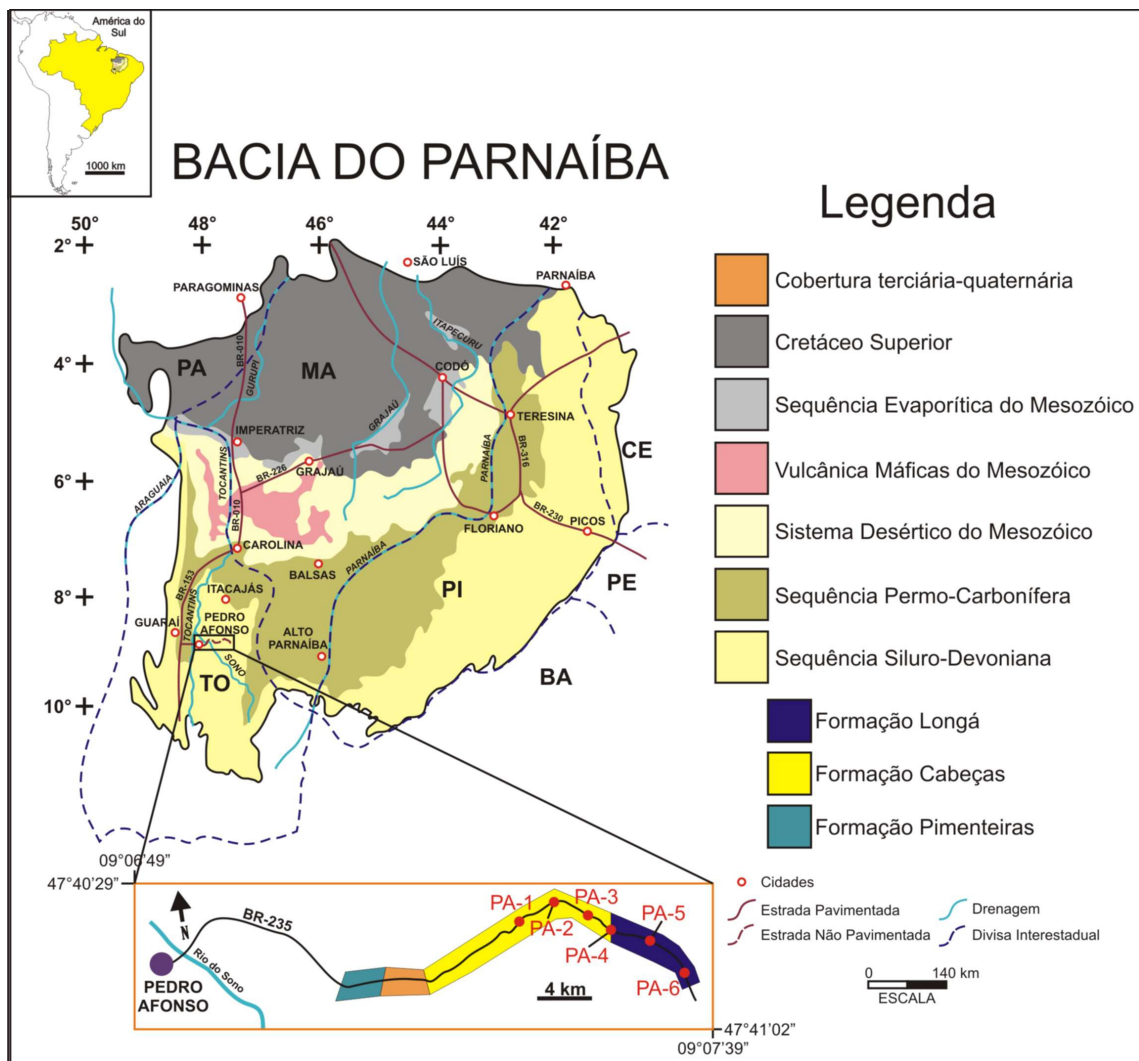 América do
Sul
1000 km
BACIA DO PARNAÍBA
Legenda
50°
48°
46°
44°
42°
2°
4°
6°
8°
10°
SÃO LUÍS
PARNAÍBA
PARAGOMINAS
PA
MA
BR-010
GURUPI
ITAPECURU
CODÓ
GRAJAÚ
TERESINA
CE
IMPERATRIZ
BR-226
GRAJAÚ
PARNAÍBA
BR-316
ARAGUAIA
TOCANTINS
BR-010
FLORIANO
BR-230
PICOS
CAROLINA
BALSAS
PARNAÍBA
PI
PE
BR-153
ITACAJÁS
GUARAÍ
TOCANTINS
PEDRO
AFONSO
ALTO
PARNAÍBA
SONO
TO
BA
Cobertura terciária-quaternária
Cretáceo Superior
Sequência Evaporítica do Mesozóico
Vulcânica Máficas do Mesozóico
Sistema Desértico do Mesozóico
Sequência Permo-Carbonífera
Sequência Siluro-Devoniana
Formação Longá
Formação Cabeças
Formação Pimenteiras
Cidades
Estrada Pavimentada
Estrada Não Pavimentada
Drenagem
Divisa Interestadual
0 140 km
ESCALA
09°06'49”
47°40'29”
N
BR-235
Rio do Sono
PEDRO
AFONSO
PA-1
PA-2
PA-3
PA-4
PA-5
PA-6
4 km
47°41'02”
09°07'39”